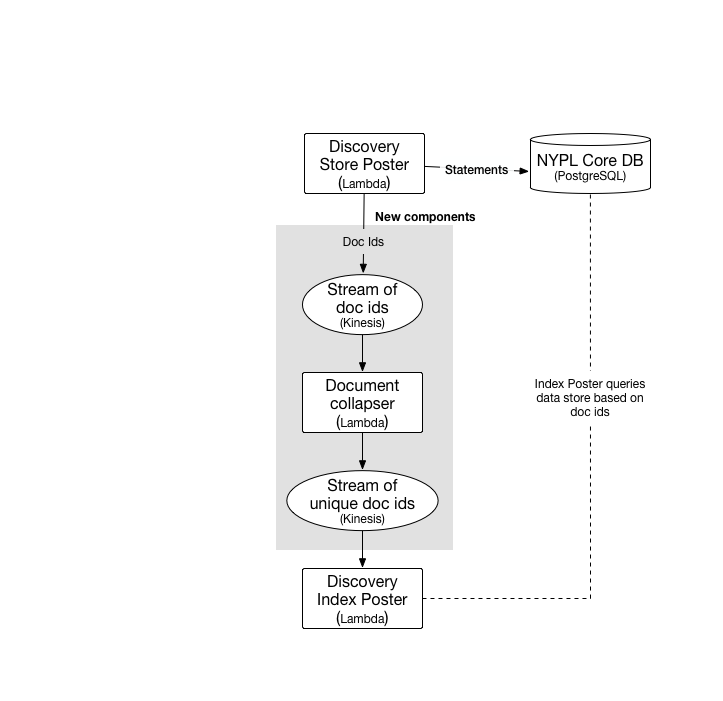 Discovery
Store Poster
(Lambda)
Statements
NYPL Core DB
(PostgreSQL)
New components
Doc Ids
Stream of
doc ids
(Kinesis)
Document
collapser
(Lambda)
Index Poster queries
data store based on
doc ids
Stream of
unique doc ids
(Kinesis)
Discovery
Index Poster
(Lambda)